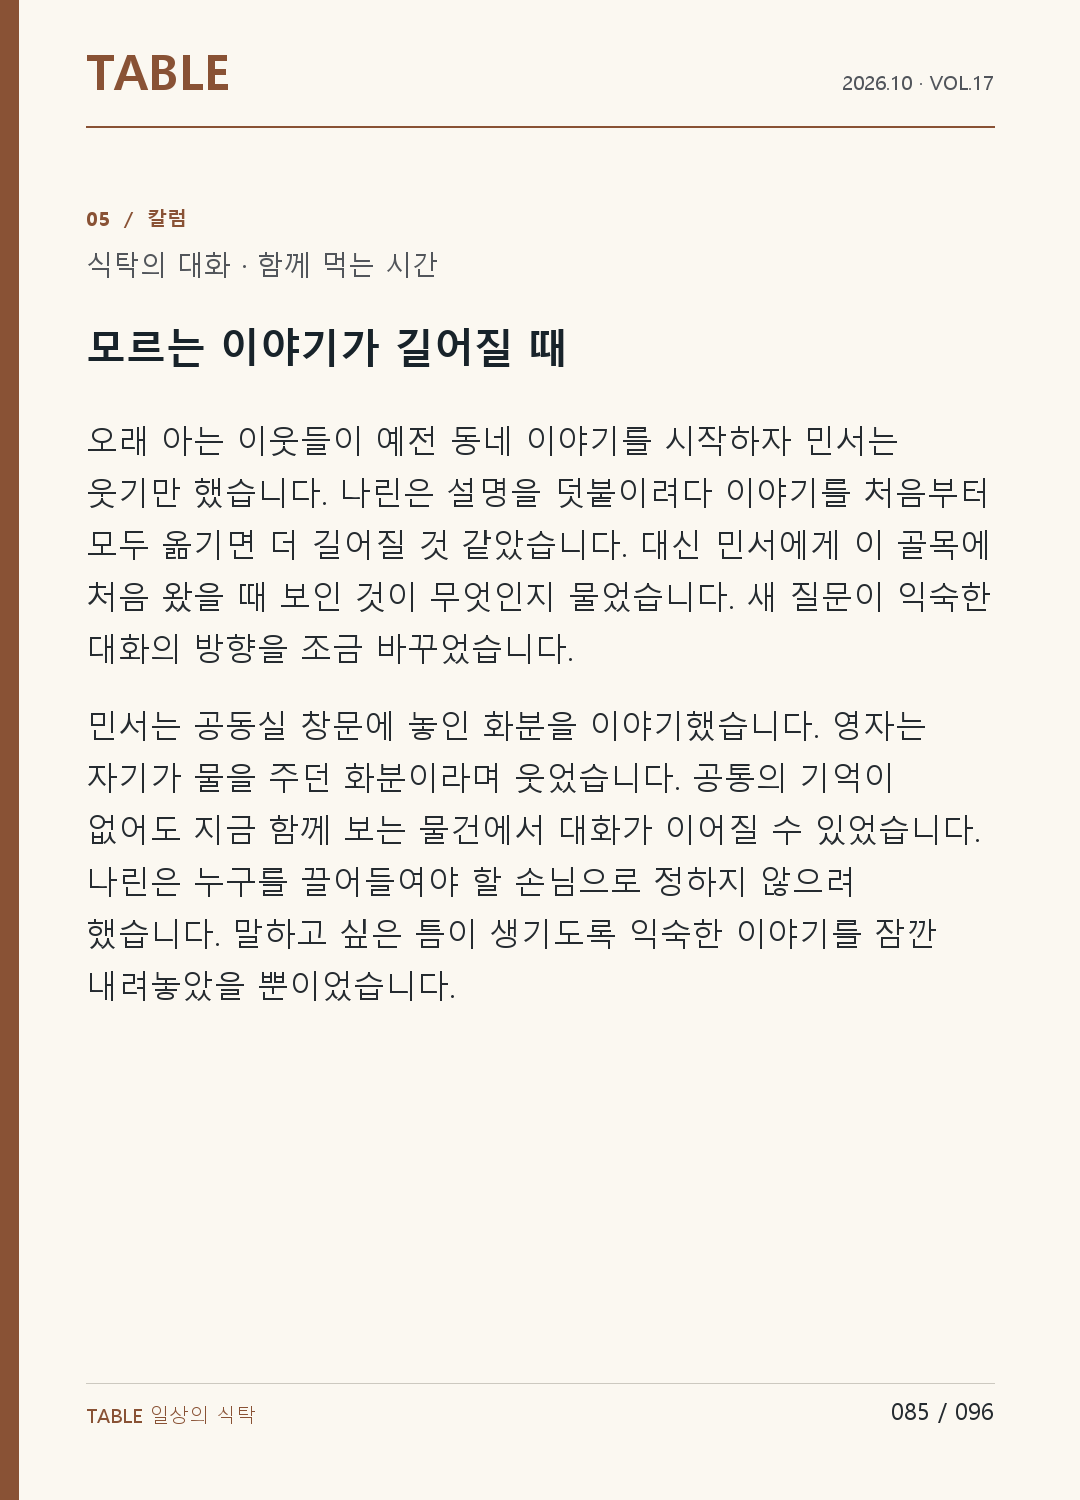 TABLE
2026.10 · VOL.17
05 / 칼럼
식탁의 대화 · 함께 먹는 시간
모르는 이야기가 길어질 때
오래 아는 이웃들이 예전 동네 이야기를 시작하자 민서는
웃기만 했습니다. 나린은 설명을 덧붙이려다 이야기를 처음부터
모두 옮기면 더 길어질 것 같았습니다. 대신 민서에게 이 골목에
처음 왔을 때 보인 것이 무엇인지 물었습니다. 새 질문이 익숙한
대화의 방향을 조금 바꾸었습니다.
민서는 공동실 창문에 놓인 화분을 이야기했습니다. 영자는
자기가 물을 주던 화분이라며 웃었습니다. 공통의 기억이
없어도 지금 함께 보는 물건에서 대화가 이어질 수 있었습니다.
나린은 누구를 끌어들여야 할 손님으로 정하지 않으려
했습니다. 말하고 싶은 틈이 생기도록 익숙한 이야기를 잠깐
내려놓았을 뿐이었습니다.
TABLE 일상의 식탁
085 / 096